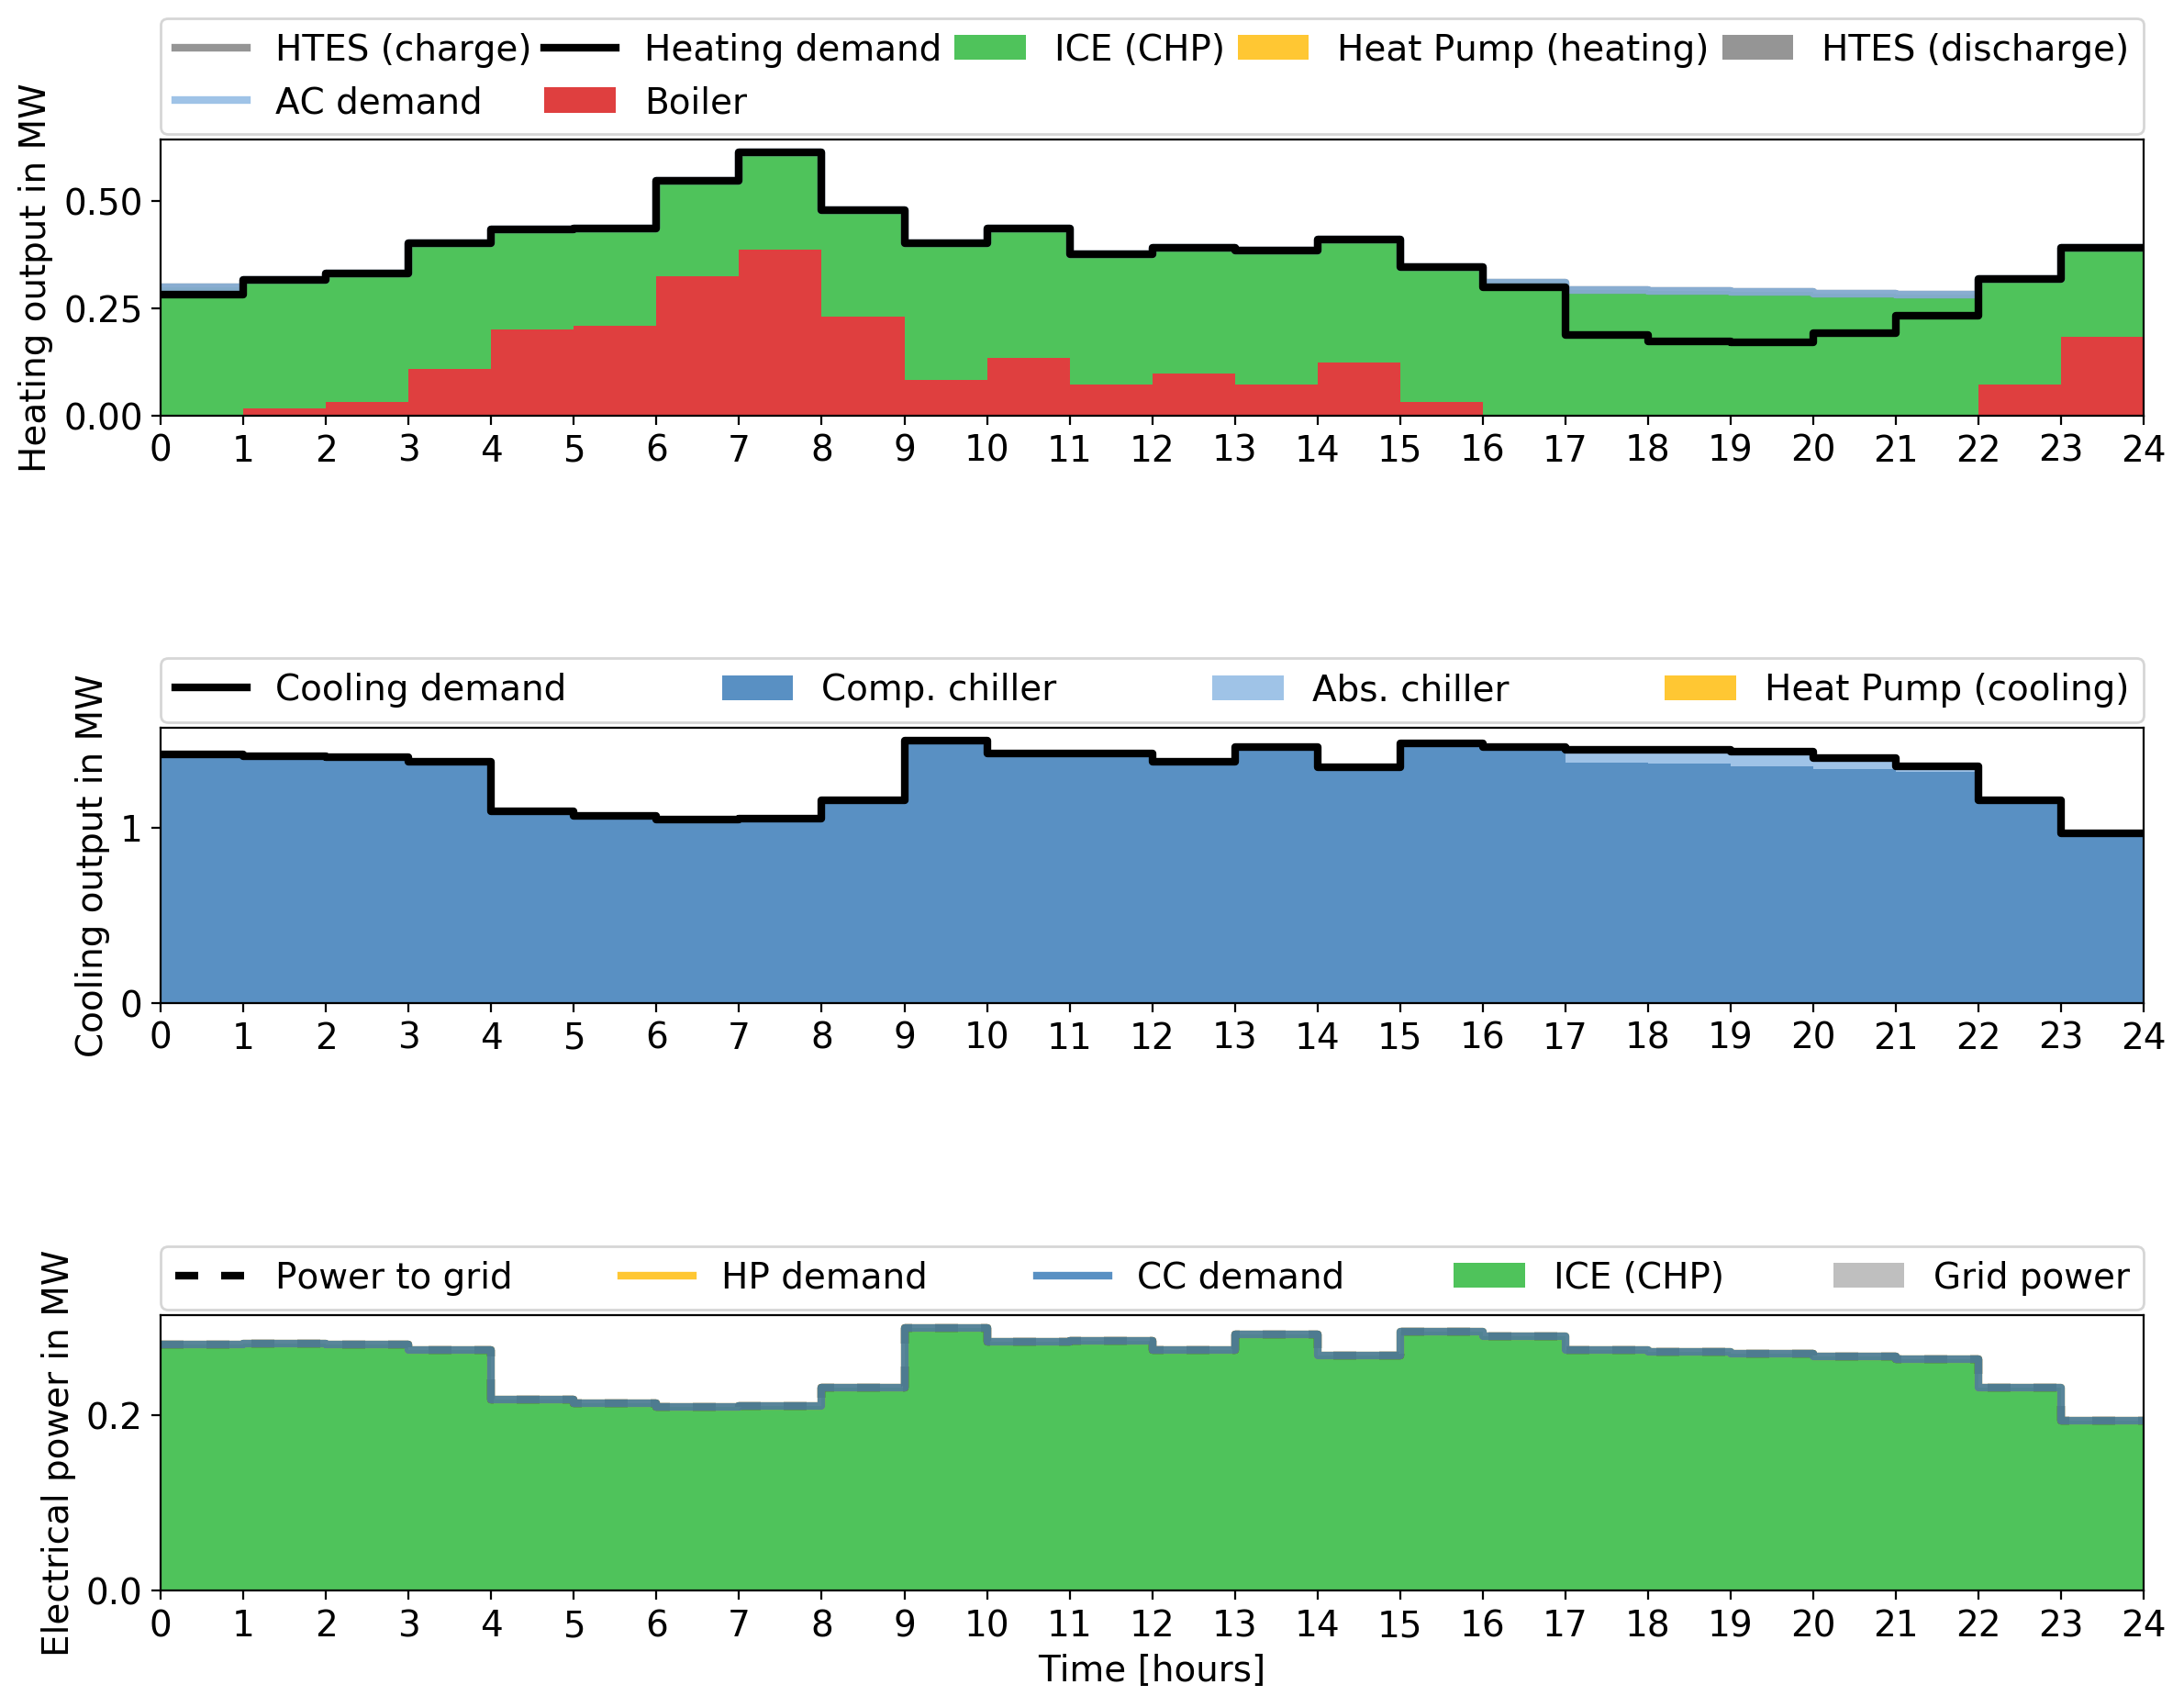 HTES (charge) Heating demand ICE (CHP) Heat Pump (heating) HTES (discharge)
AC demand Boiler
Heating output in MW
0.50
0.25
0.00
0 1 2 3 4 5 6 7 8 9 10 11 12 13 14 15 16 17 18 19 20 21 22 23 24
Cooling demand Comp. chiller Abs. chiller Heat Pump (cooling)
Cooling output in MW
1
0
0 1 2 3 4 5 6 7 8 9 10 11 12 13 14 15 16 17 18 19 20 21 22 23 24
Power to grid HP demand CC demand ICE (CHP) Grid power
Electrical power in MW
0.2
0.0
0 1 2 3 4 5 6 7 8 9 10 11 12 13 14 15 16 17 18 19 20 21 22 23 24
Time [hours]